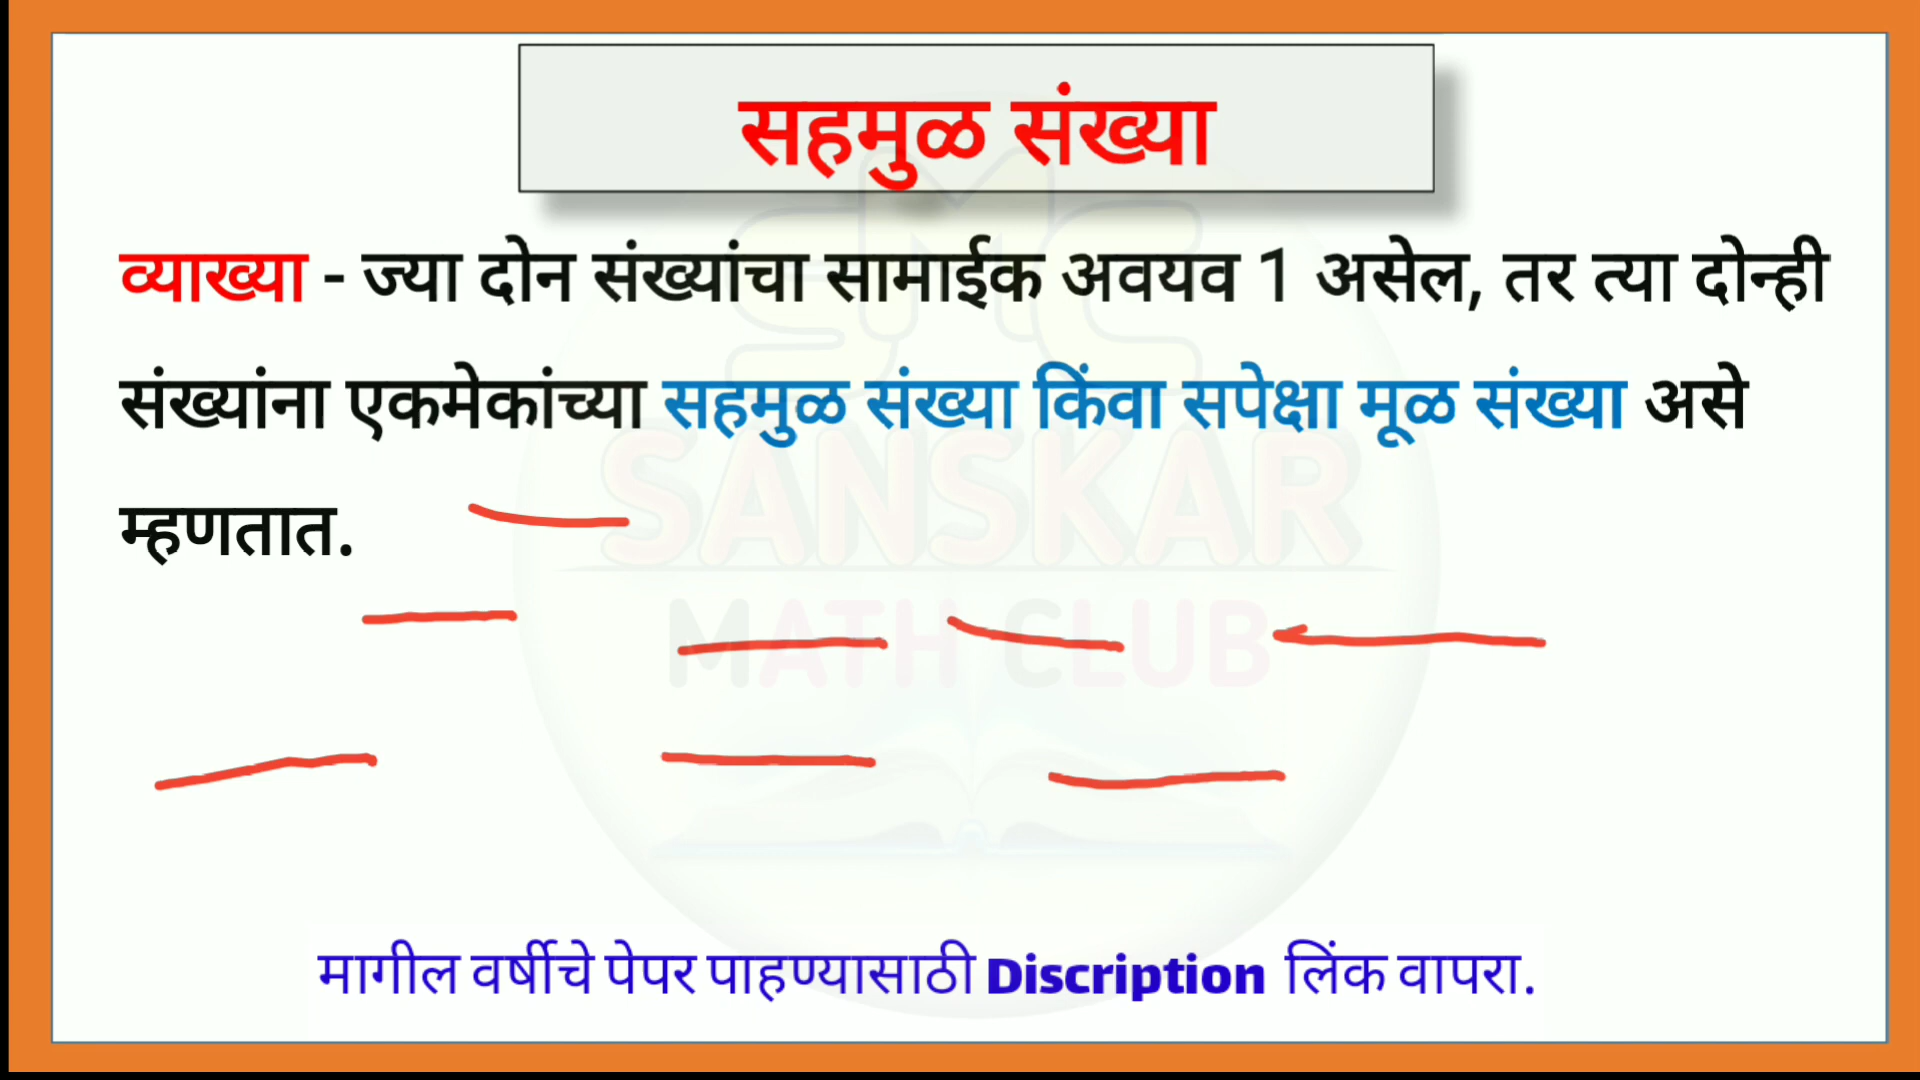 सहमुळ संख्या
व्याख्या - ज्या दोन संख्यांचा सामाईक अवयव 1 असेल, तर त्या दोन्ही
संख्यांना एकमेकांच्या सहमुळ संख्या किंवा सपेक्षा मूळ संख्या असे
म्हणतात.
SMC
SANSKAR
MATH CLUB
मागील वर्षीचे पेपर पाहण्यासाठी Discription लिंक वापरा.